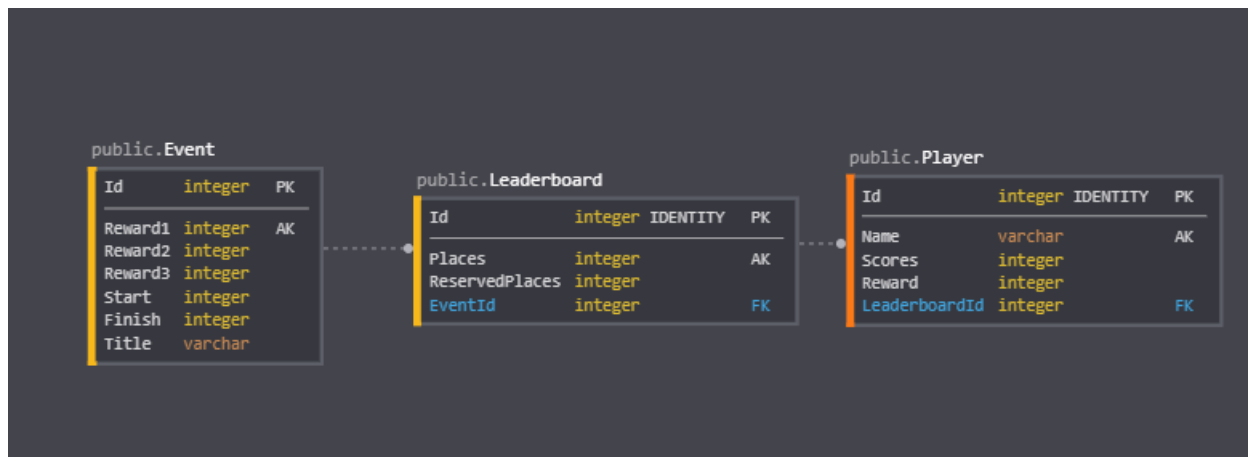 public.Event
Id integer PK
Reward1 integer AK
Reward2 integer
Reward3 integer
Start integer
Finish integer
Title varchar
public.Leaderboard
Id integer IDENTITY PK
Places integer AK
ReservedPlaces integer
EventId integer FK
public.Player
Id integer IDENTITY PK
Name varchar AK
Scores integer
Reward integer
LeaderboardId integer FK